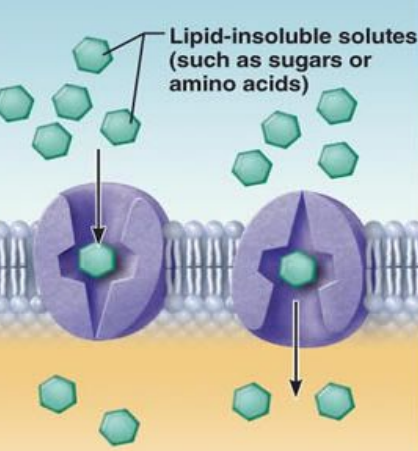 Lipid-insoluble solutes
(such as sugars or
amino acids)